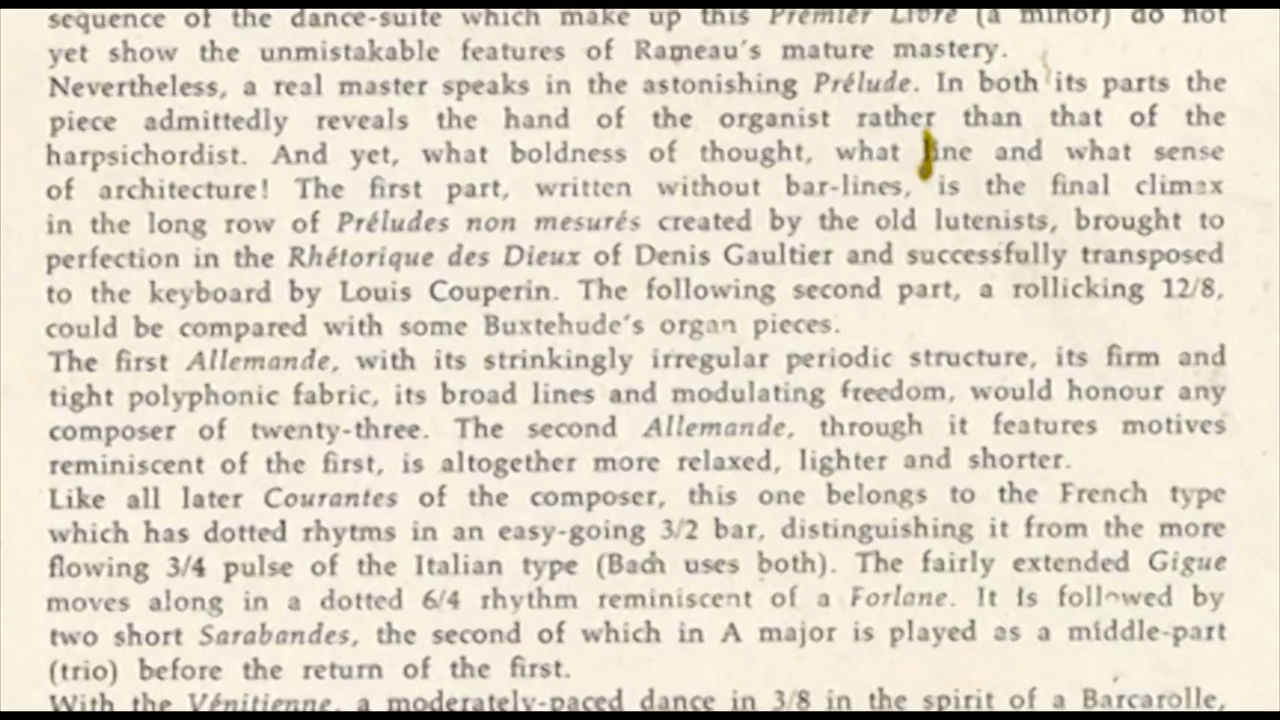 sequence of the dance-suite which make up this Premier Livre (a minor) do not
yet show the unmistakable features of Rameau's mature mastery.
Nevertheless, a real master speaks in the astonishing Prélude. In both its parts the
piece admittedly reveals the hand of the organist rather than that of the
harpsichordist. And yet, what boldness of thought, what line and what sense
of architecture! The first part, written without bar-lines, is the final climax
in the long row of Préludes non mesurés created by the old lutenists, brought to
perfection in the Rhétorique des Dieux of Denis Gaultier and successfully transposed
to the keyboard by Louis Couperin. The following second part, a rollicking 12/8,
could be compared with some Buxtehude's organ pieces.
The first Allemande, with its strinkingly irregular periodic structure, its firm and
tight polyphonic fabric, its broad lines and modulating freedom, would honour any
composer of twenty-three. The second Allemande, through it features motives
reminiscent of the first, is altogether more relaxed, lighter and shorter.
Like all later Courantes of the composer, this one belongs to the French type
which has dotted rhytms in an easy-going 3/2 bar, distinguishing it from the more
flowing 3/4 pulse of the Italian type (Bach uses both). The fairly extended Gigue
moves along in a dotted 6/4 rhythm reminiscent of a Forlane. It is followed by
two short Sarabandes, the second of which in A major is played as a middle-part
(trio) before the return of the first.
With the Vénitienne, a moderately-paced dance in 3/8 in the spirit of a Barcarolle,